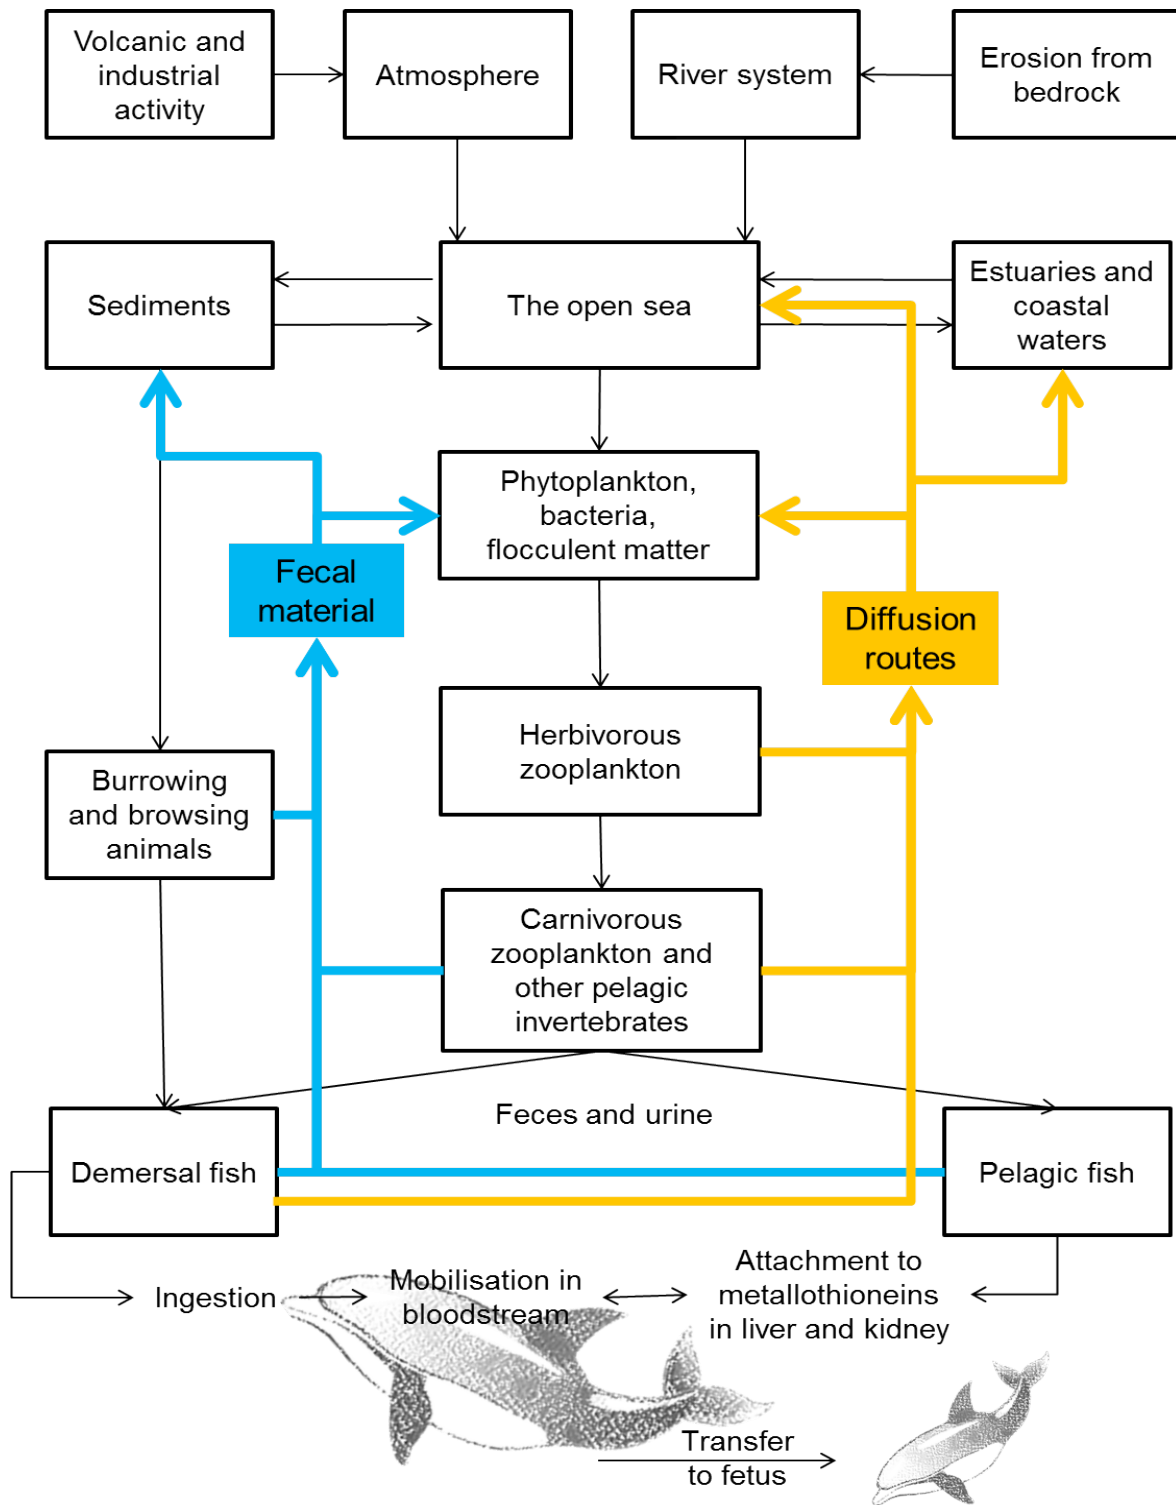 Volcanic and
industrial
activity
Atmosphere
River system
Erosion from
bedrock
Sediments
The open sea
Estuaries and
coastal
waters
Phytoplankton,
bacteria,
flocculent matter
Fecal
material
Diffusion
routes
Herbivorous
zooplankton
Burrowing
and browsing
animals
Carnivorous
zooplankton and
other pelagic
invertebrates
Feces and urine
Demersal fish
Pelagic fish
Ingestion
Mobilisation in
bloodstream
Attachment to
metallothioneins
in liver and kidney
Transfer
to fetus